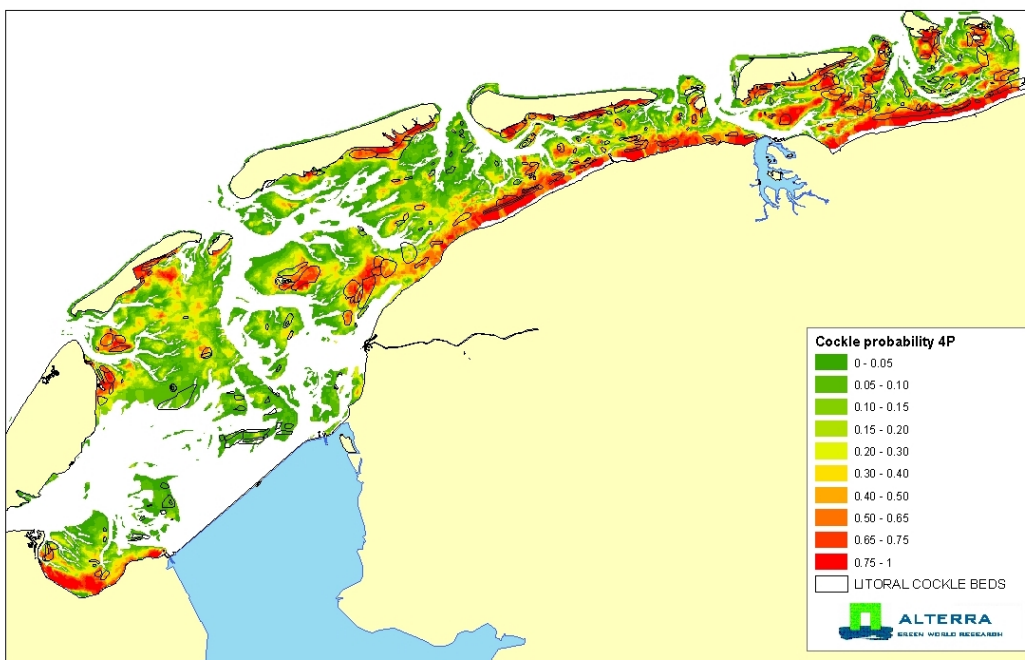 Cockle probability 4P
0 - 0.05
0.05 - 0.10
0.10 - 0.15
0.15 - 0.20
0.20 - 0.30
0.30 - 0.40
0.40 - 0.50
0.50 - 0.65
0.65 - 0.75
0.75 - 1
LITORAL COCKLE BEDS
ALTERRA
GREEN WORLD RESEARCH